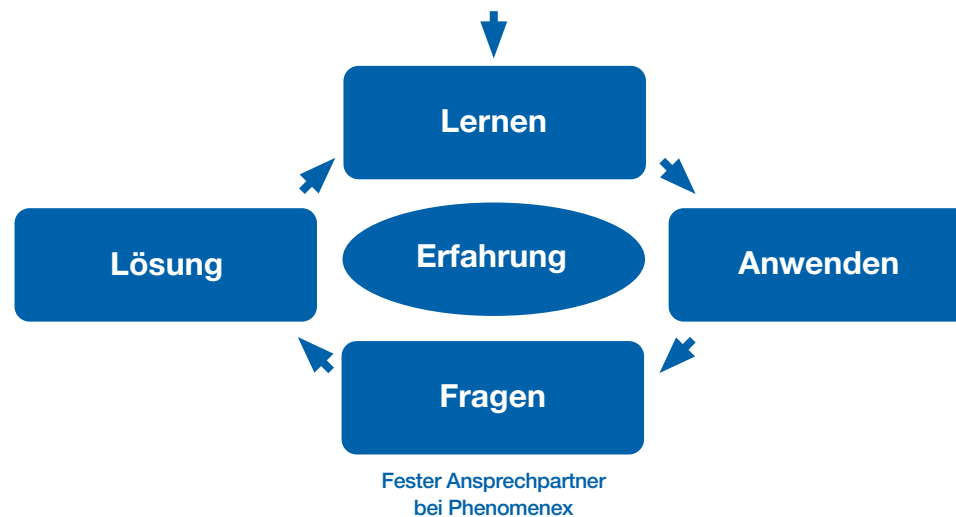 Lernen
Lösung
Erfahrung
Anwenden
Fragen
Fester Ansprechpartner
bei Phenomenex